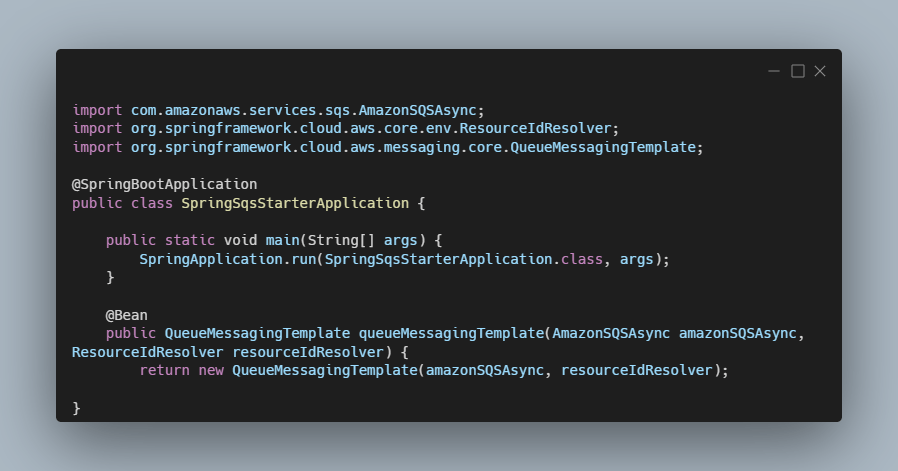 import com.amazonaws.services.sqs.AmazonSQSAsync;
import org.springframework.cloud.aws.core.env.ResourceIdResolver;
import org.springframework.cloud.aws.messaging.core.QueueMessagingTemplate;

@SpringBootApplication
public class SpringSqsStarterApplication {

    public static void main(String[] args) {
        SpringApplication.run(SpringSqsStarterApplication.class, args);
    }

    @Bean
    public QueueMessagingTemplate queueMessagingTemplate(AmazonSQSAsync amazonSQSAsync,
ResourceIdResolver resourceIdResolver) {
        return new QueueMessagingTemplate(amazonSQSAsync, resourceIdResolver);

}